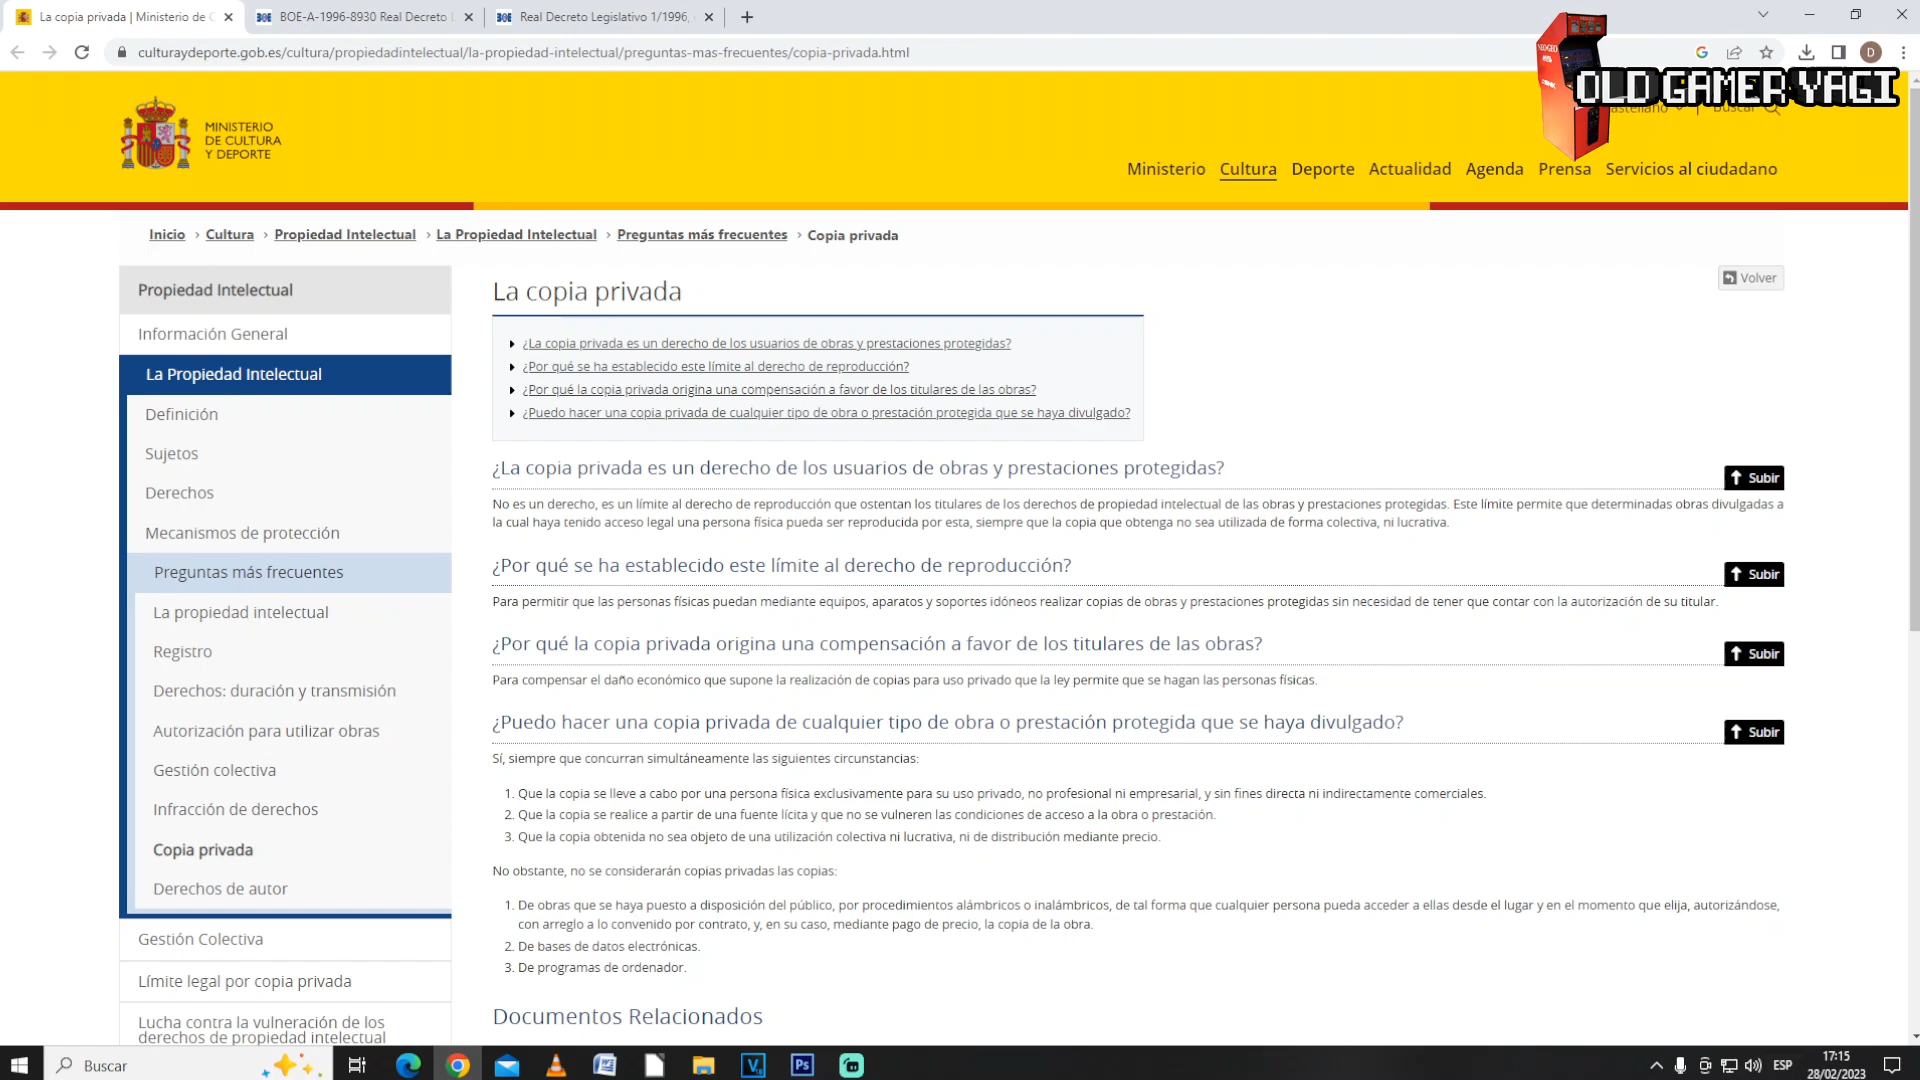 La copia privada | Ministerio de C
BOE-A-1996-8930 Real Decreto L
Real Decreto Legislativo 1/1996,
culturaydeporte.gob.es/cultura/propiedadintelectual/la-propiedad-intelectual/preguntas-mas-frecuentes/copia-privada.html
D
NEOGEO
OLD GAMER YAGI
MINISTERIO
DE CULTURA
Y DEPORTE
Buscar
Ministerio Cultura Deporte Actualidad Agenda Prensa Servicios al ciudadano
Inicio › Cultura › Propiedad Intelectual › La Propiedad Intelectual › Preguntas más frecuentes › Copia privada
Volver
Propiedad Intelectual
Información General
La Propiedad Intelectual
Definición
Sujetos
Derechos
Mecanismos de protección
Preguntas más frecuentes
La propiedad intelectual
Registro
Derechos: duración y transmisión
Autorización para utilizar obras
Gestión colectiva
Infracción de derechos
Copia privada
Derechos de autor
Gestión Colectiva
Límite legal por copia privada
Lucha contra la vulneración de los
derechos de propiedad intelectual
La copia privada
¿La copia privada es un derecho de los usuarios de obras y prestaciones protegidas?
¿Por qué se ha establecido este límite al derecho de reproducción?
¿Por qué la copia privada origina una compensación a favor de los titulares de las obras?
¿Puedo hacer una copia privada de cualquier tipo de obra o prestación protegida que se haya divulgado?
¿La copia privada es un derecho de los usuarios de obras y prestaciones protegidas?
Subir
No es un derecho, es un límite al derecho de reproducción que ostentan los titulares de los derechos de propiedad intelectual de las obras y prestaciones protegidas. Este límite permite que determinadas obras divulgadas a
la cual haya tenido acceso legal una persona física pueda ser reproducida por esta, siempre que la copia que obtenga no sea utilizada de forma colectiva, ni lucrativa.
¿Por qué se ha establecido este límite al derecho de reproducción?
Subir
Para permitir que las personas físicas puedan mediante equipos, aparatos y soportes idóneos realizar copias de obras y prestaciones protegidas sin necesidad de tener que contar con la autorización de su titular.
¿Por qué la copia privada origina una compensación a favor de los titulares de las obras?
Subir
Para compensar el daño económico que supone la realización de copias para uso privado que la ley permite que se hagan las personas físicas.
¿Puedo hacer una copia privada de cualquier tipo de obra o prestación protegida que se haya divulgado?
Subir
Sí, siempre que concurran simultáneamente las siguientes circunstancias:
1. Que la copia se lleve a cabo por una persona física exclusivamente para su uso privado, no profesional ni empresarial, y sin fines directa ni indirectamente comerciales.
2. Que la copia se realice a partir de una fuente lícita y que no se vulneren las condiciones de acceso a la obra o prestación.
3. Que la copia obtenida no sea objeto de una utilización colectiva ni lucrativa, ni de distribución mediante precio.
No obstante, no se considerarán copias privadas las copias:
1. De obras que se haya puesto a disposición del público, por procedimientos alámbricos o inalámbricos, de tal forma que cualquier persona pueda acceder a ellas desde el lugar y en el momento que elija, autorizándose,
con arreglo a lo convenido por contrato, y, en su caso, mediante pago de precio, la copia de la obra.
2. De bases de datos electrónicas.
3. De programas de ordenador.
Documentos Relacionados
Buscar
Ps
ESP
17:15
28/02/2023